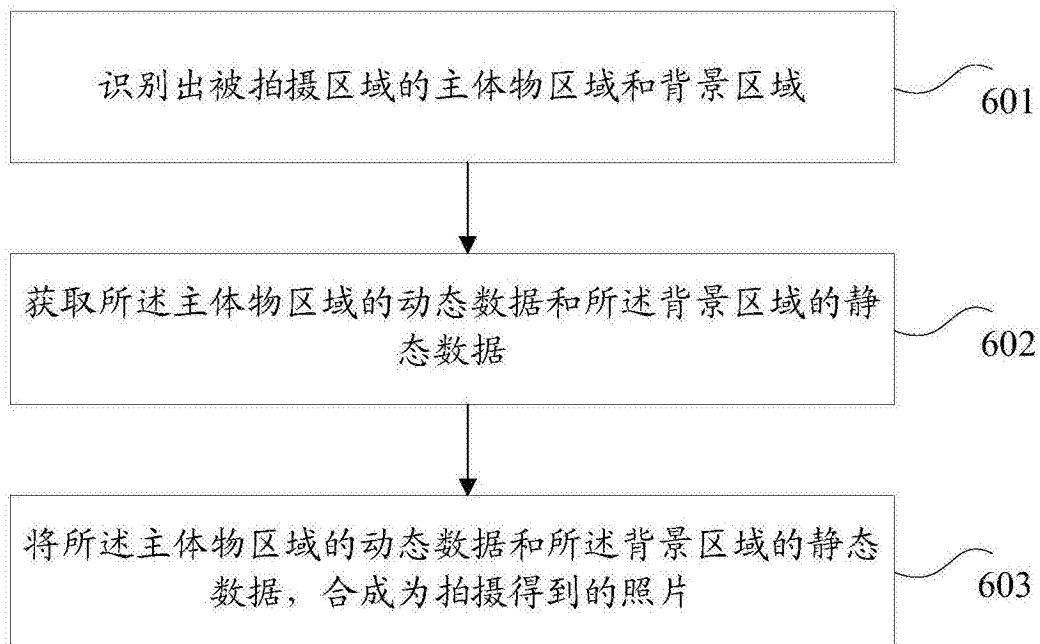 识别出被拍摄区域的主体物区域和背景区域
601
获取所述主体物区域的动态数据和所述背景区域的静
态数据
602
将所述主体物区域的动态数据和所述背景区域的静态
数据，合成为拍摄得到的照片
603